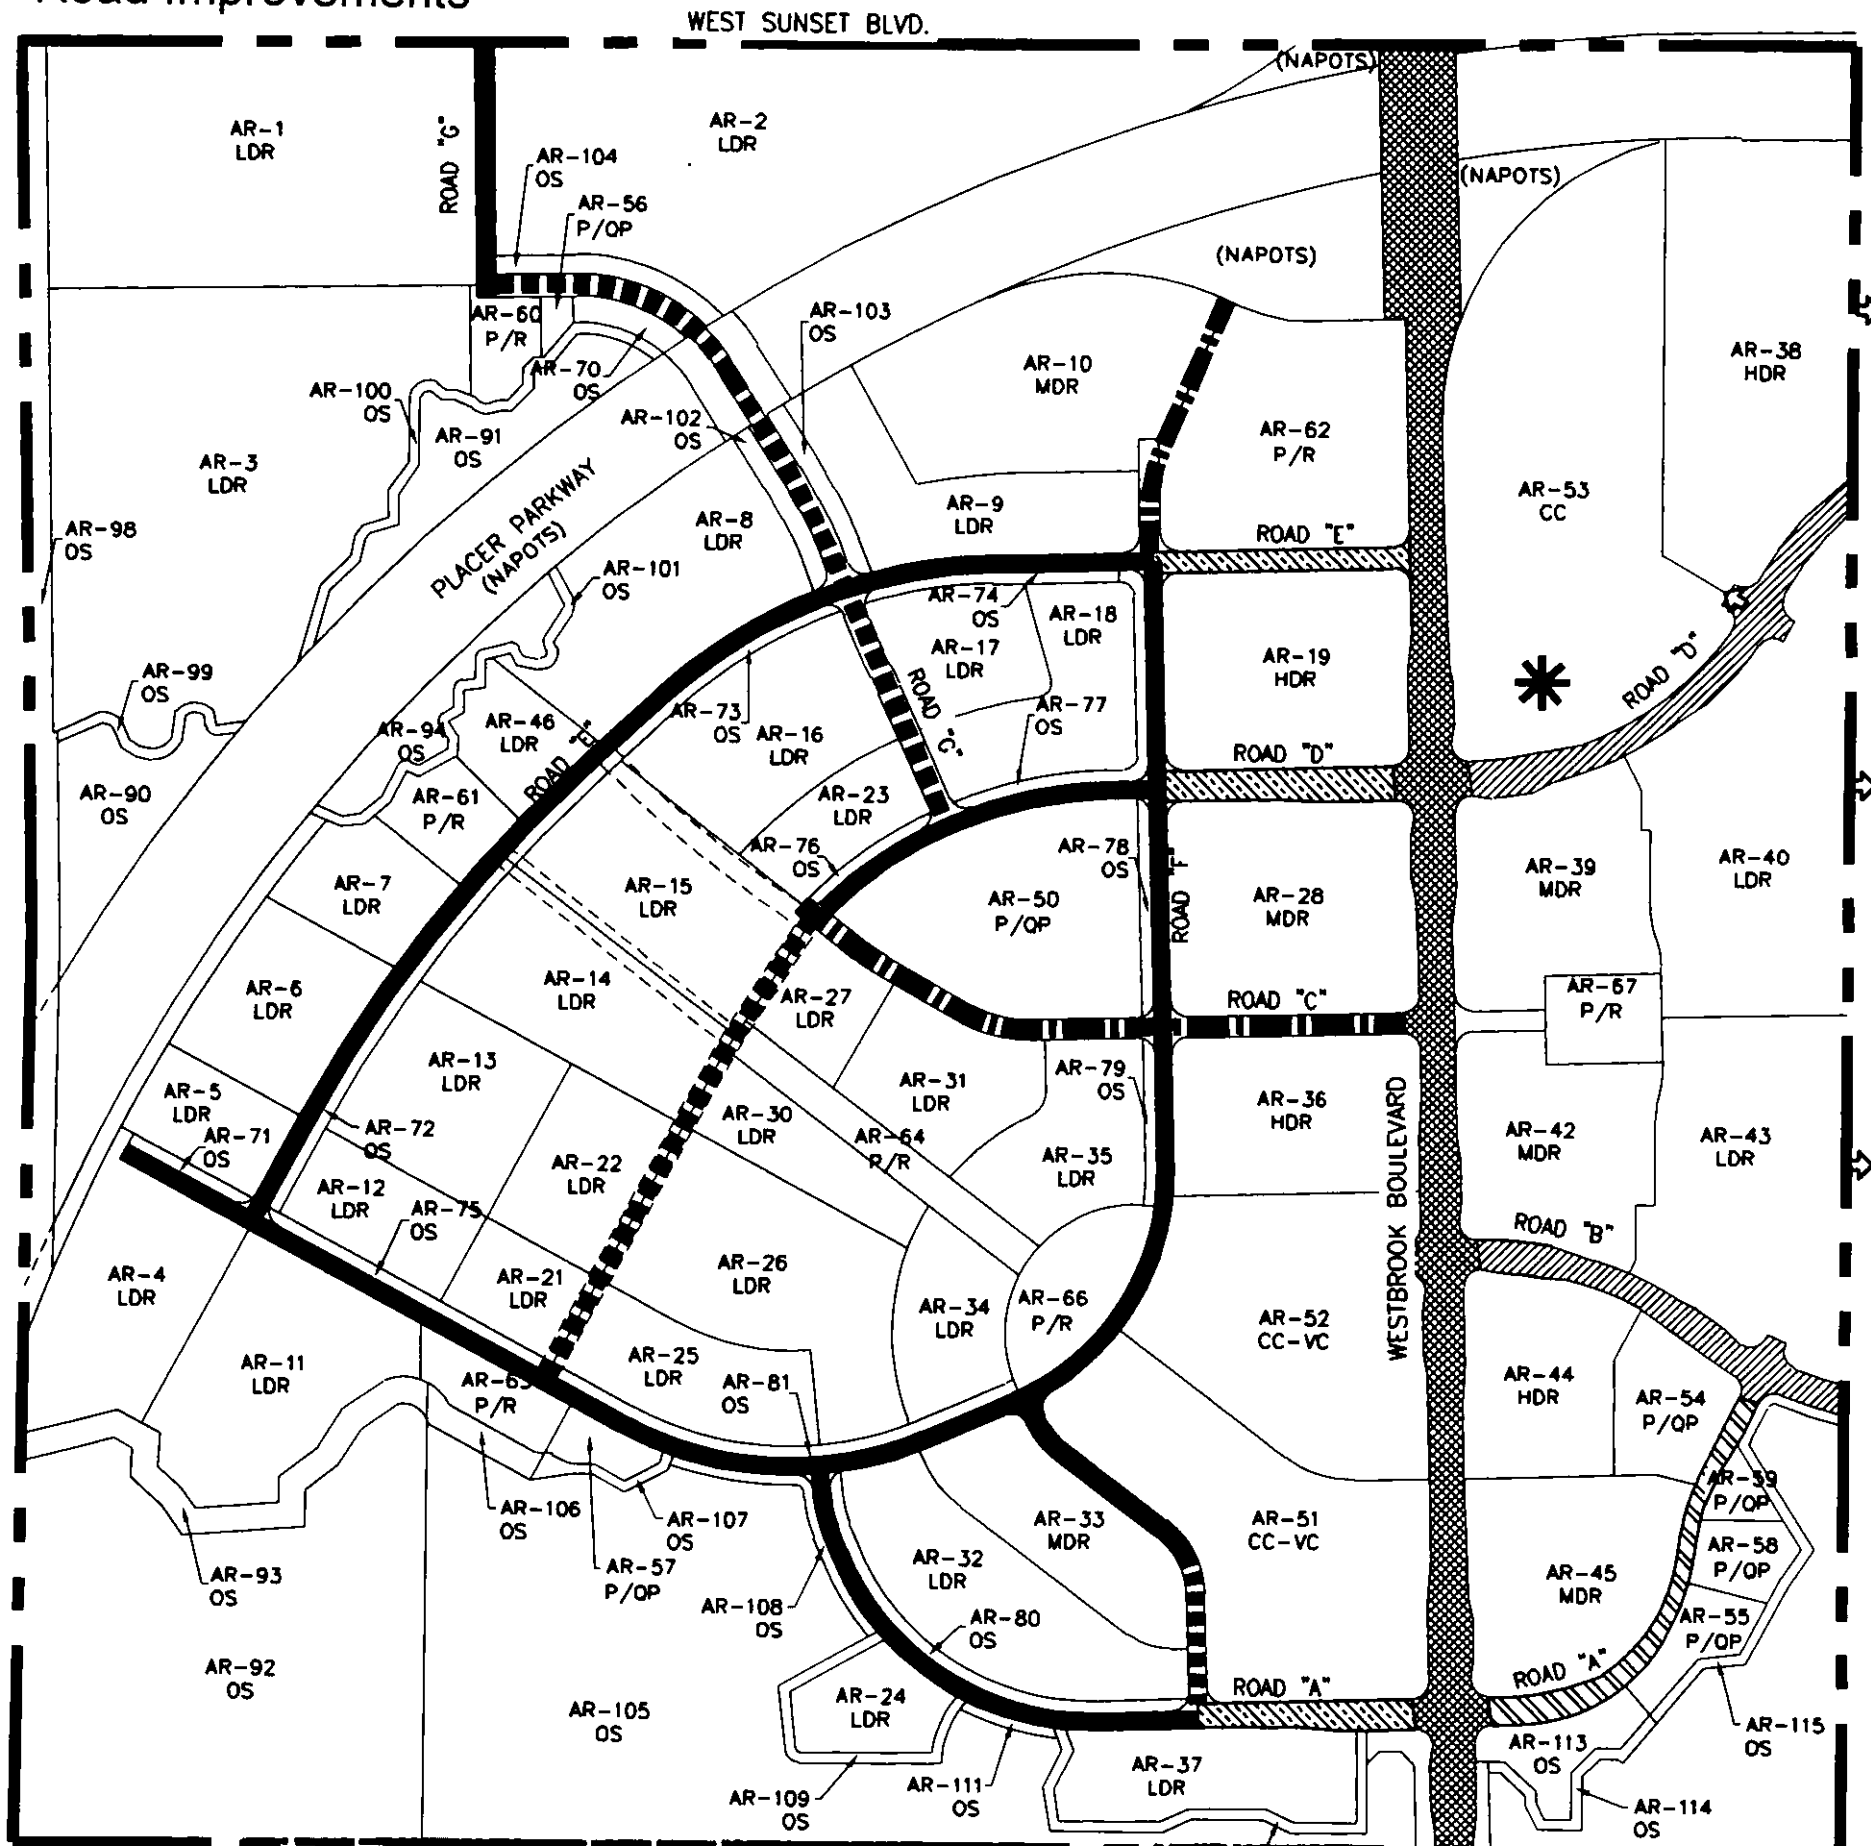 Road Improvements
WEST SUNSET BLVD.
(NAPOTS)
AR-1
LDR
ROAD "G"
AR-2
LDR
AR-104
OS
AR-56
P/QP
(NAPOTS)
(NAPOTS)
AR-60
P/R
AR-103
OS
AR-70
OS
AR-10
MDR
AR-38
HDR
AR-100
OS
AR-102
OS
AR-91
OS
AR-62
P/R
AR-3
LDR
AR-53
CC
AR-98
OS
PLACER PARKWAY
(NAPOTS)
AR-8
LDR
AR-9
LDR
ROAD "E"
AR-101
OS
AR-74
OS
AR-18
LDR
AR-17
LDR
AR-19
HDR
ROAD "D"
AR-99
OS
AR-94
OS
AR-46
LDR
ROAD "E"
AR-73
OS
AR-16
LDR
ROAD "C"
AR-77
OS
ROAD "D"
AR-90
OS
AR-61
P/R
AR-23
LDR
AR-76
OS
AR-78
OS
ROAD "F"
AR-39
MDR
AR-40
LDR
AR-7
LDR
AR-15
LDR
AR-50
P/QP
AR-28
MDR
AR-6
LDR
AR-14
LDR
AR-27
LDR
ROAD "C"
AR-67
P/R
AR-5
LDR
AR-13
LDR
AR-31
LDR
AR-79
OS
AR-36
HDR
WESTBROOK BOULEVARD
AR-71
OS
AR-72
OS
AR-30
LDR
AR-64
P/R
AR-42
MDR
AR-43
LDR
AR-12
LDR
AR-22
LDR
AR-35
LDR
AR-75
OS
ROAD "B"
AR-4
LDR
AR-21
LDR
AR-26
LDR
AR-34
LDR
AR-66
P/R
AR-52
CC-VC
AR-11
LDR
AR-63
P/R
AR-25
LDR
AR-81
OS
AR-44
HDR
AR-54
P/QP
AR-59
P/QP
AR-106
OS
AR-107
OS
AR-33
MDR
AR-51
CC-VC
AR-58
P/QP
AR-93
OS
AR-57
P/QP
AR-32
LDR
AR-45
MDR
AR-108
OS
AR-80
OS
AR-55
P/QP
AR-92
OS
ROAD "A"
ROAD "A"
AR-105
OS
AR-24
LDR
AR-113
OS
AR-115
OS
AR-37
LDR
AR-109
OS
AR-111
OS
AR-114
OS